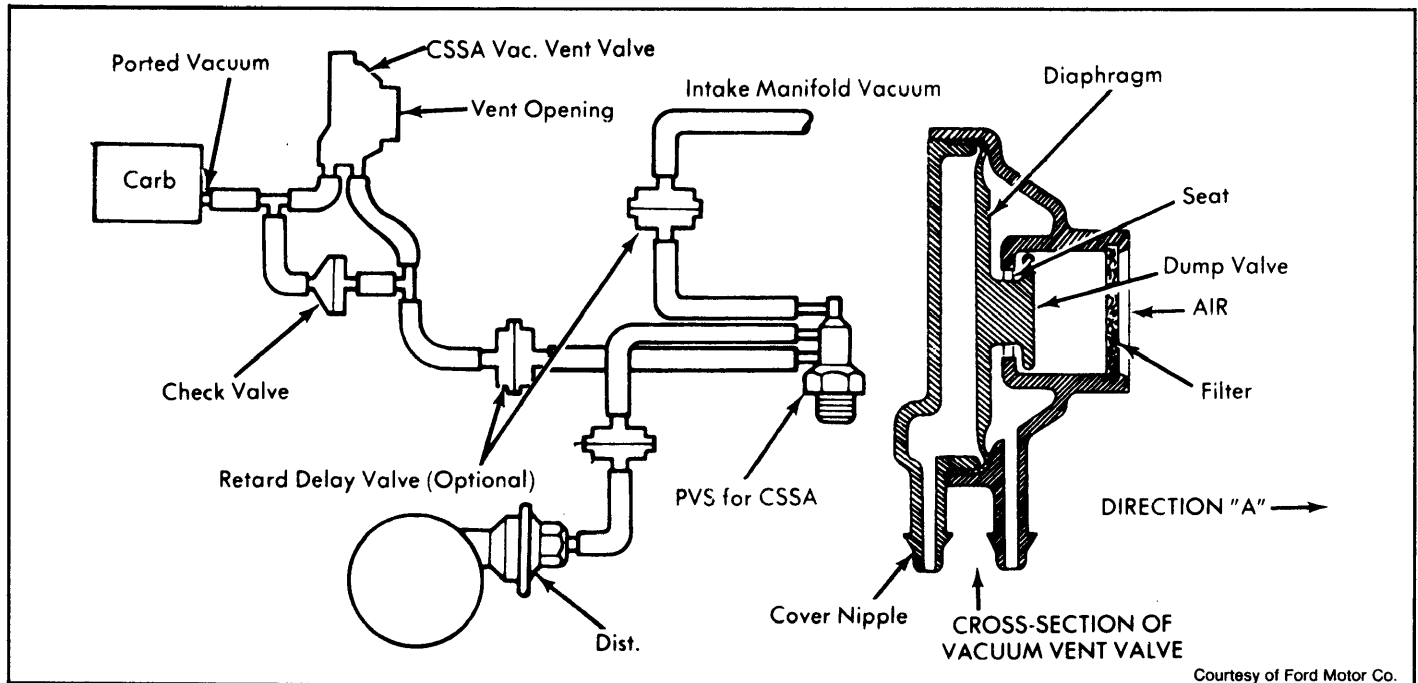 CSSA Vac. Vent Valve
Ported Vacuum
Vent Opening
Intake Manifold Vacuum
Diaphragm
Carb
Seat
Dump Valve
AIR
Check Valve
Filter
Retard Delay Valve (Optional)
PVS for CSSA
DIRECTION "A"
Cover Nipple
Dist.
CROSS-SECTION OF
VACUUM VENT VALVE
Courtesy of Ford Motor Co.